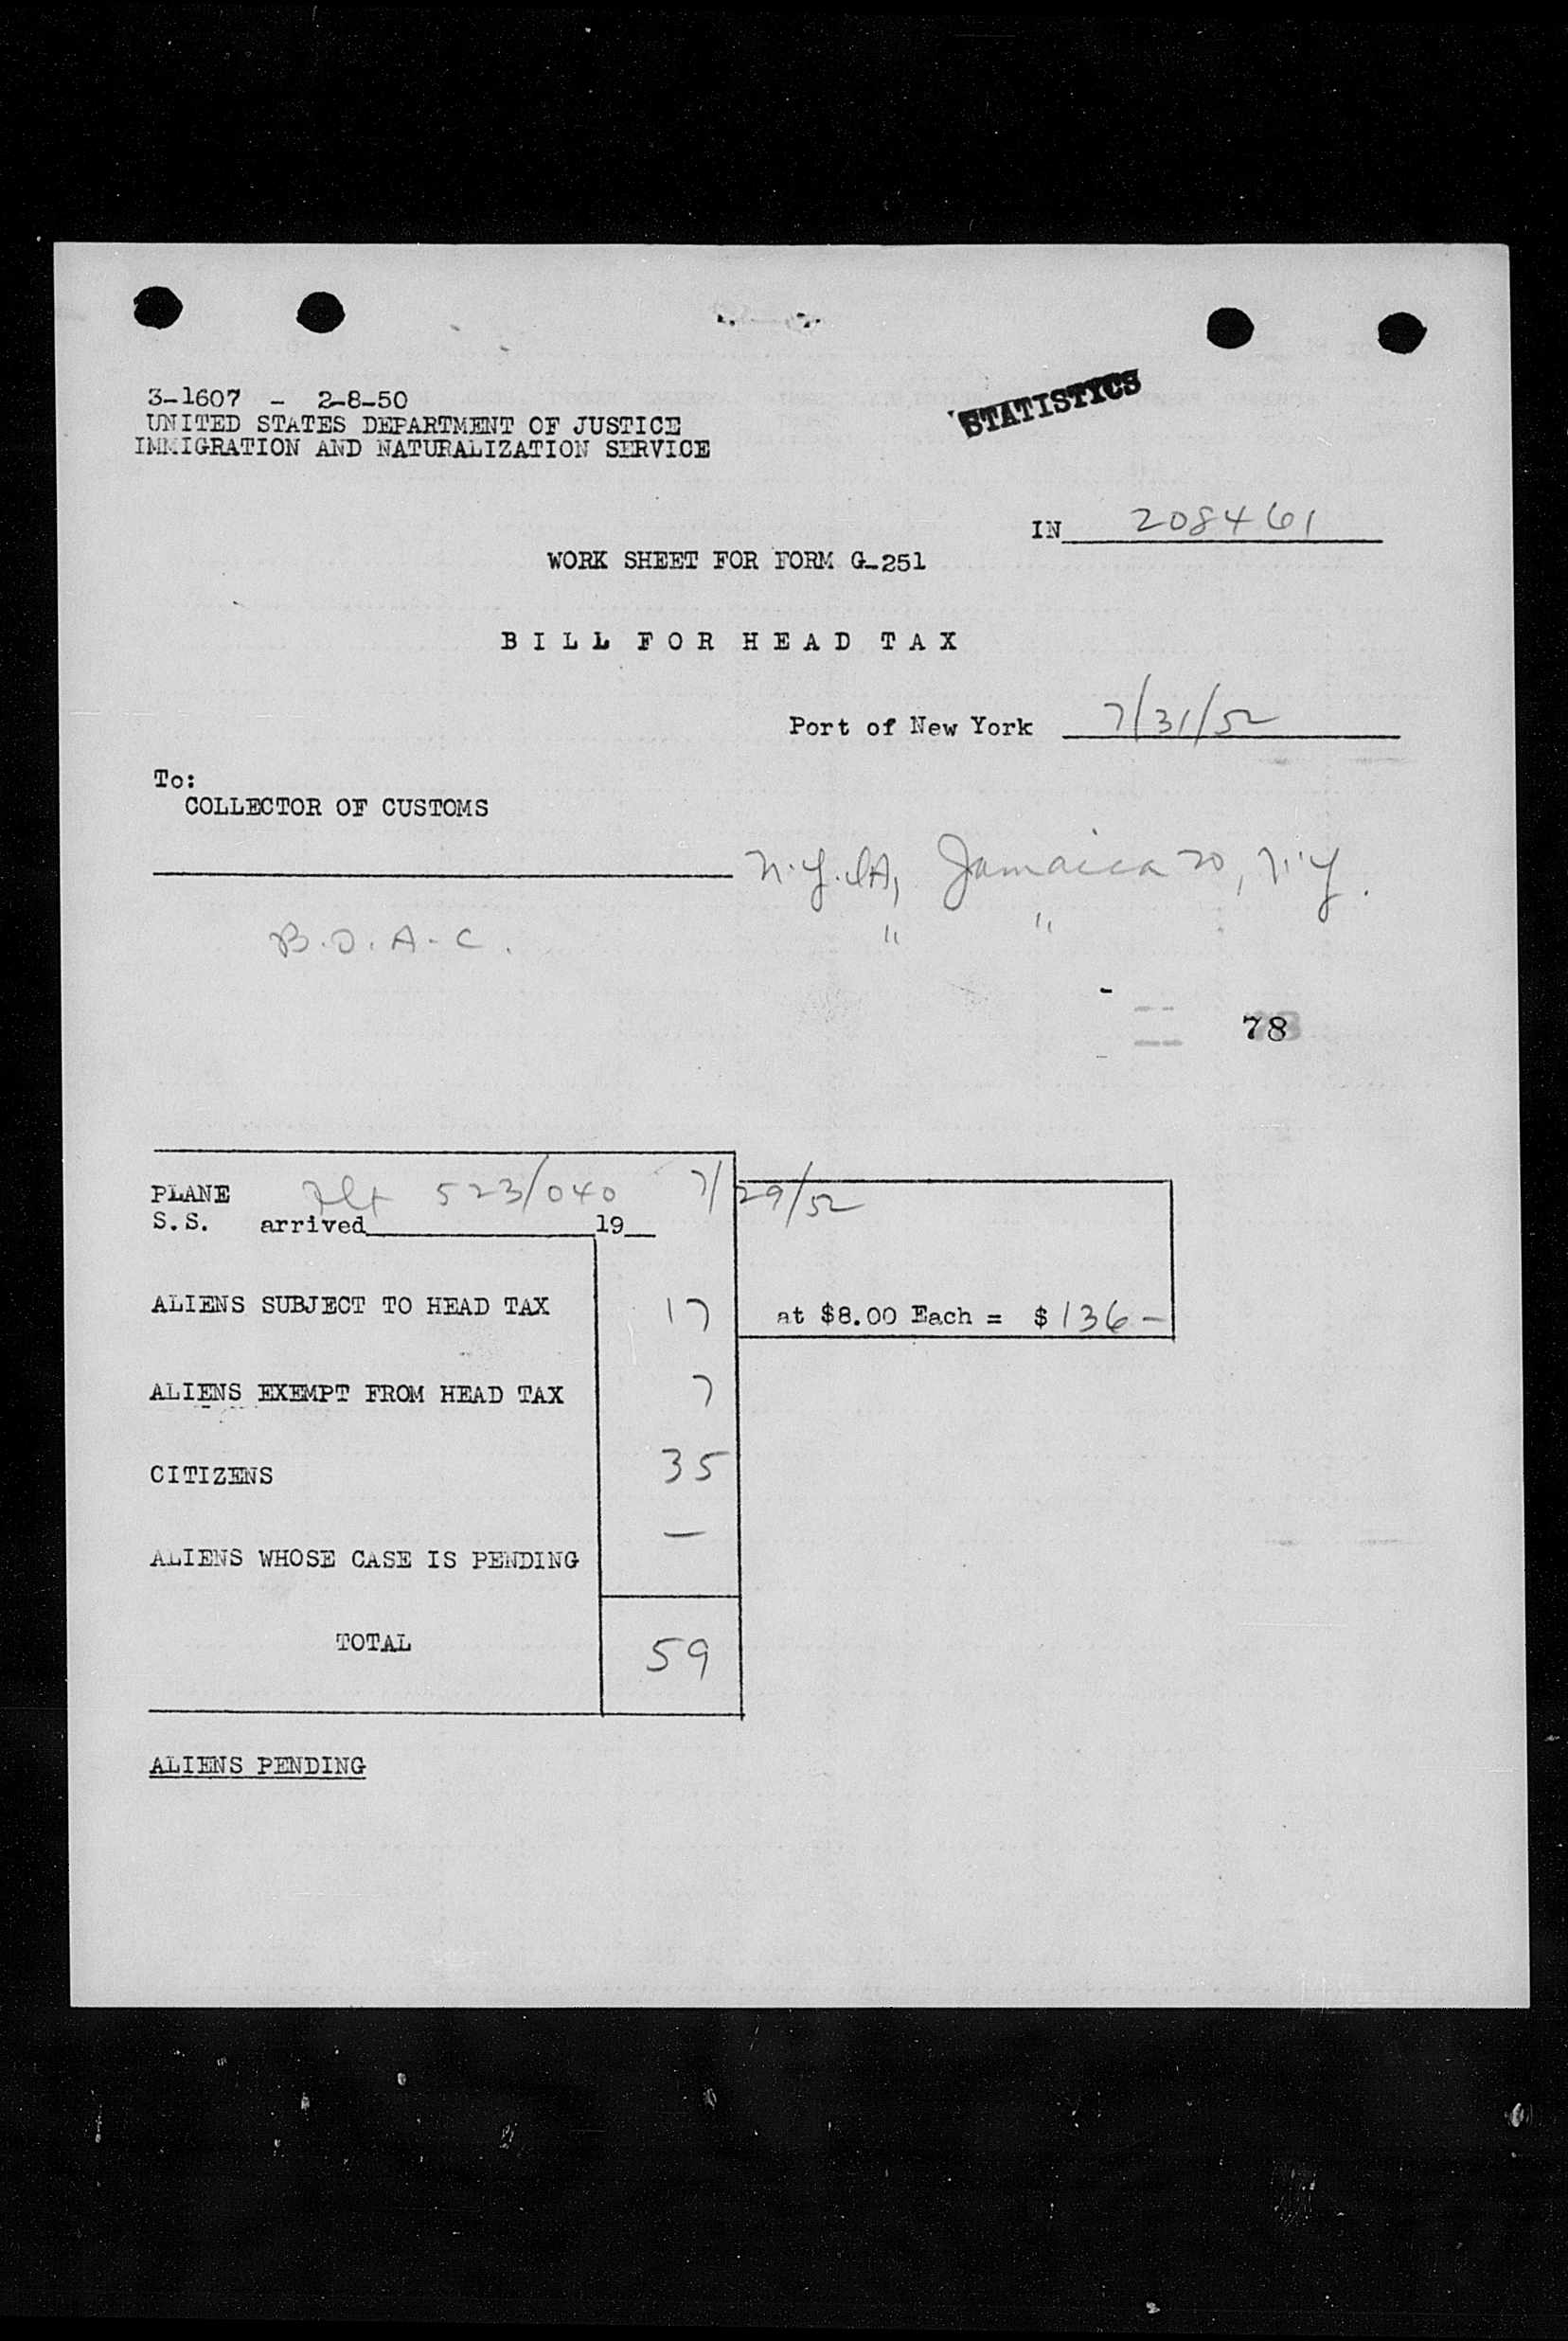 3-1607 - 2-8-50
UNITED STATES DEPARTMENT OF JUSTICE
IMMIGRATION AND NATURALIZATION SERVICE
STATISTICS
IN 208461
WORK SHEET FOR FORM G-251
BILL FOR HEAD TAX
Port of New York 7/31/52
To:
COLLECTOR OF CUSTOMS
N.Y.IA, Jamaica 20, N.Y.
B.O.A.C. " "
78
PLANE Flt 523/040 7/29/52
S.S. arrived 19
ALIENS SUBJECT TO HEAD TAX 17 at $8.00 Each = $136-
ALIENS EXEMPT FROM HEAD TAX 7
CITIZENS 35
ALIENS WHOSE CASE IS PENDING —
TOTAL 59
ALIENS PENDING